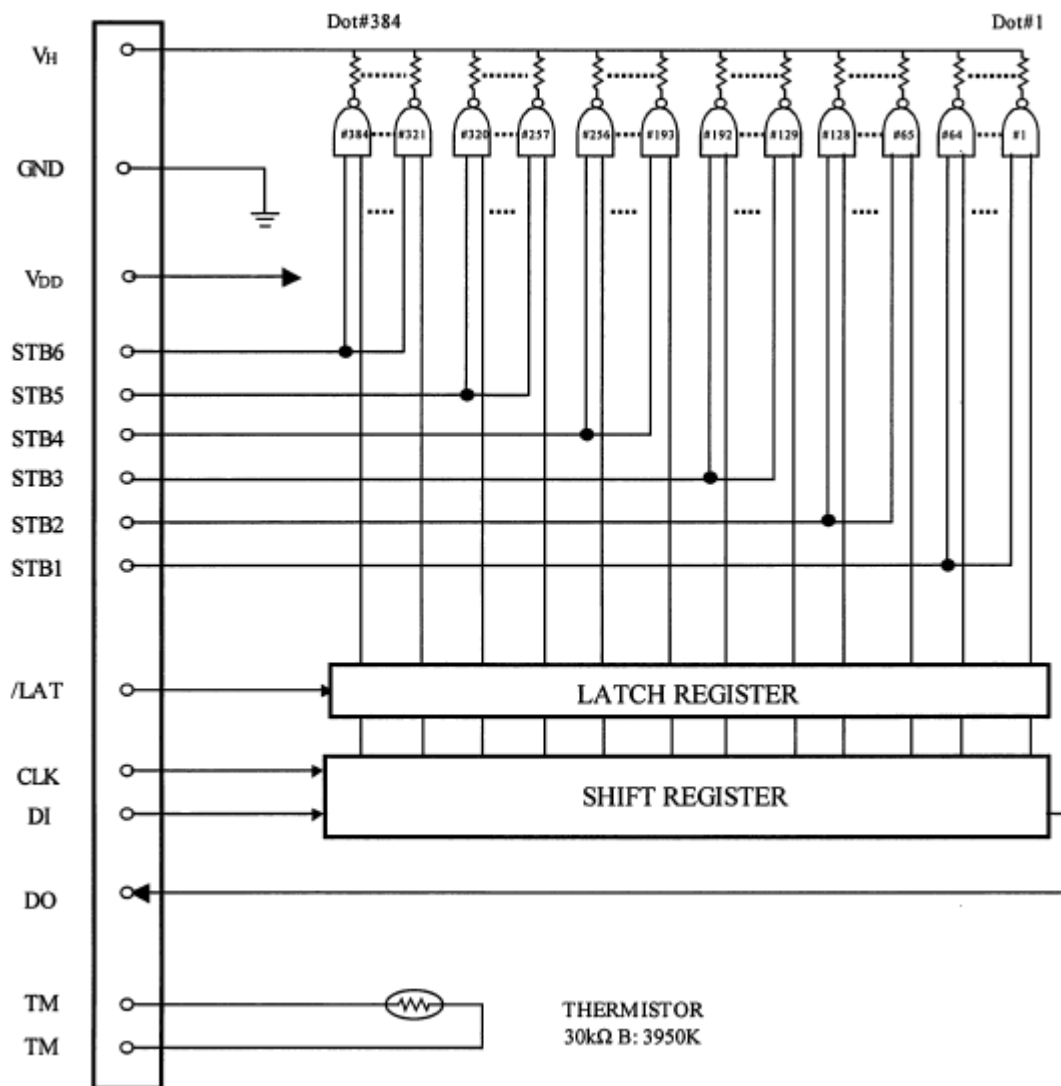 Dot#384 Dot#1
VH
#384 #321 #320 #257 #256 #193 #192 #129 #128 #65 #64 #1
GND
VDD
STB6
STB5
STB4
STB3
STB2
STB1
/LAT
LATCH REGISTER
CLK
SHIFT REGISTER
DI
DO
TM
THERMISTOR
30kΩ B: 3950K
TM